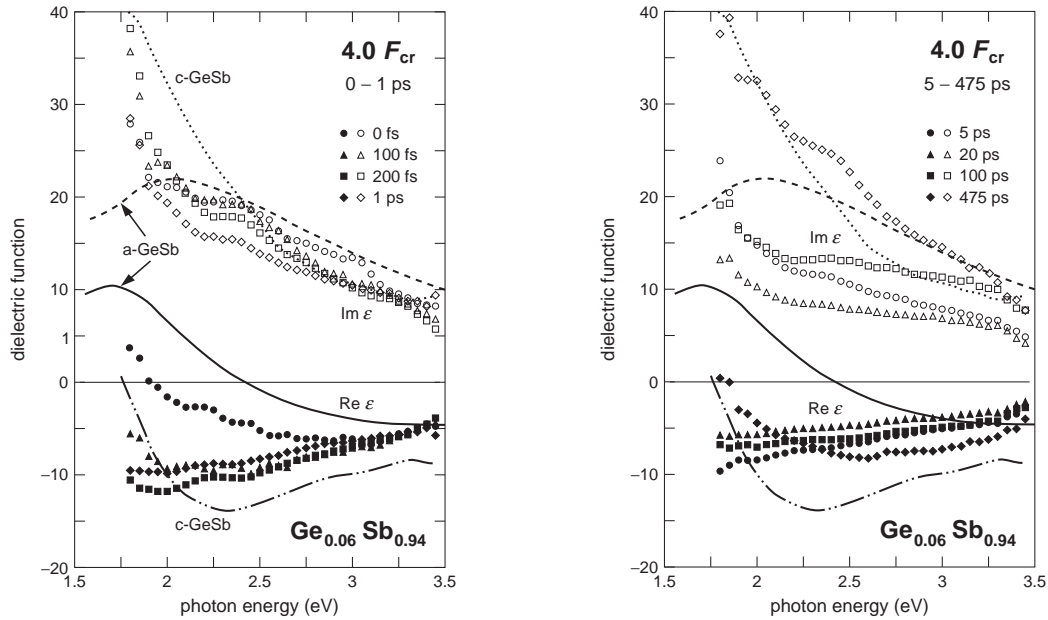 40
30
20
10
1
0
–10
–20
dielectric function
4.0 Fcr
0 – 1 ps
c-GeSb
0 fs
100 fs
200 fs
1 ps
a-GeSb
Im ε
Re ε
c-GeSb
Ge0.06 Sb0.94
1.5 2 2.5 3 3.5
photon energy (eV)
40
30
20
10
0
–10
–20
dielectric function
4.0 Fcr
5 – 475 ps
5 ps
20 ps
100 ps
475 ps
Im ε
Re ε
Ge0.06 Sb0.94
1.5 2 2.5 3 3.5
photon energy (eV)